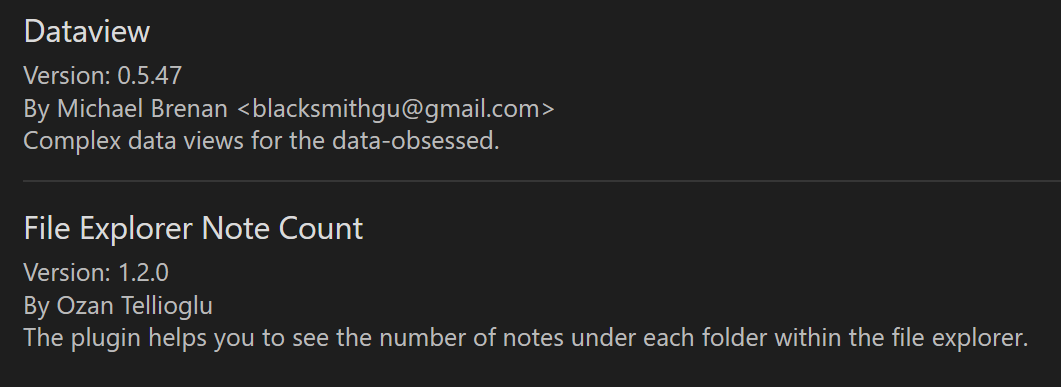 Dataview
Version: 0.5.47
By Michael Brenan <blacksmithgu@gmail.com>
Complex data views for the data-obsessed.
File Explorer Note Count
Version: 1.2.0
By Ozan Tellioglu
The plugin helps you to see the number of notes under each folder within the file explorer.